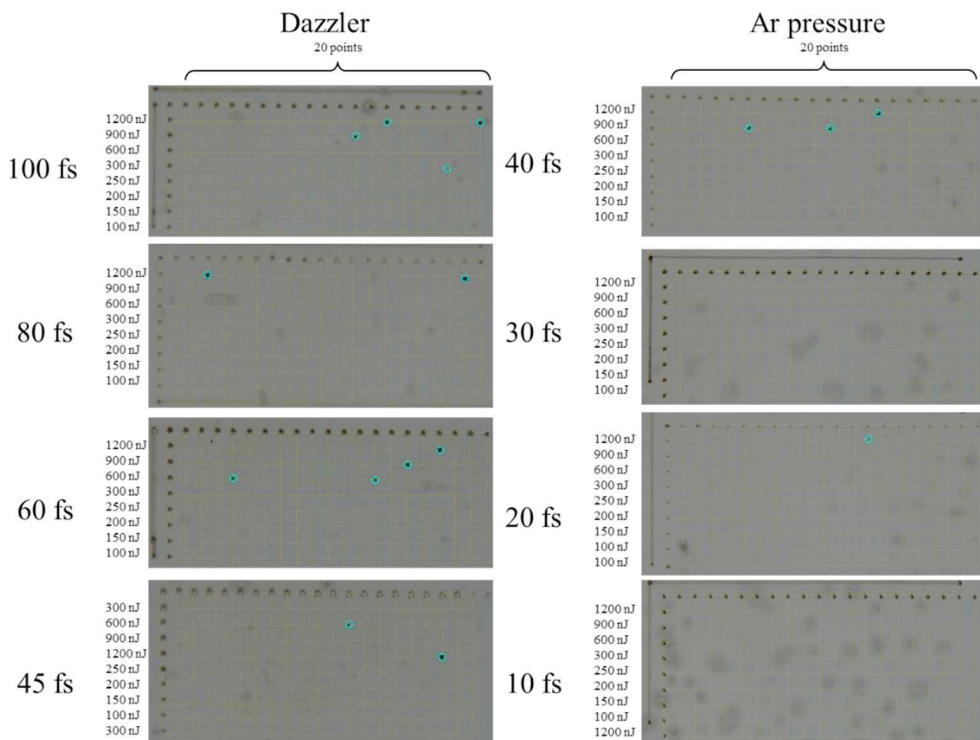 Dazzler
20 points
100 fs
1200 nJ
900 nJ
600 nJ
300 nJ
250 nJ
200 nJ
150 nJ
100 nJ
80 fs
1200 nJ
900 nJ
600 nJ
300 nJ
250 nJ
200 nJ
150 nJ
100 nJ
60 fs
1200 nJ
900 nJ
600 nJ
300 nJ
250 nJ
200 nJ
150 nJ
100 nJ
45 fs
300 nJ
600 nJ
900 nJ
1200 nJ
250 nJ
200 nJ
150 nJ
100 nJ
300 nJ
Ar pressure
20 points
40 fs
1200 nJ
900 nJ
600 nJ
300 nJ
250 nJ
200 nJ
150 nJ
100 nJ
30 fs
1200 nJ
900 nJ
600 nJ
300 nJ
250 nJ
200 nJ
150 nJ
100 nJ
20 fs
1200 nJ
900 nJ
600 nJ
300 nJ
250 nJ
200 nJ
150 nJ
100 nJ
100 nJ
10 fs
1200 nJ
900 nJ
600 nJ
300 nJ
250 nJ
200 nJ
150 nJ
100 nJ
1200 nJ